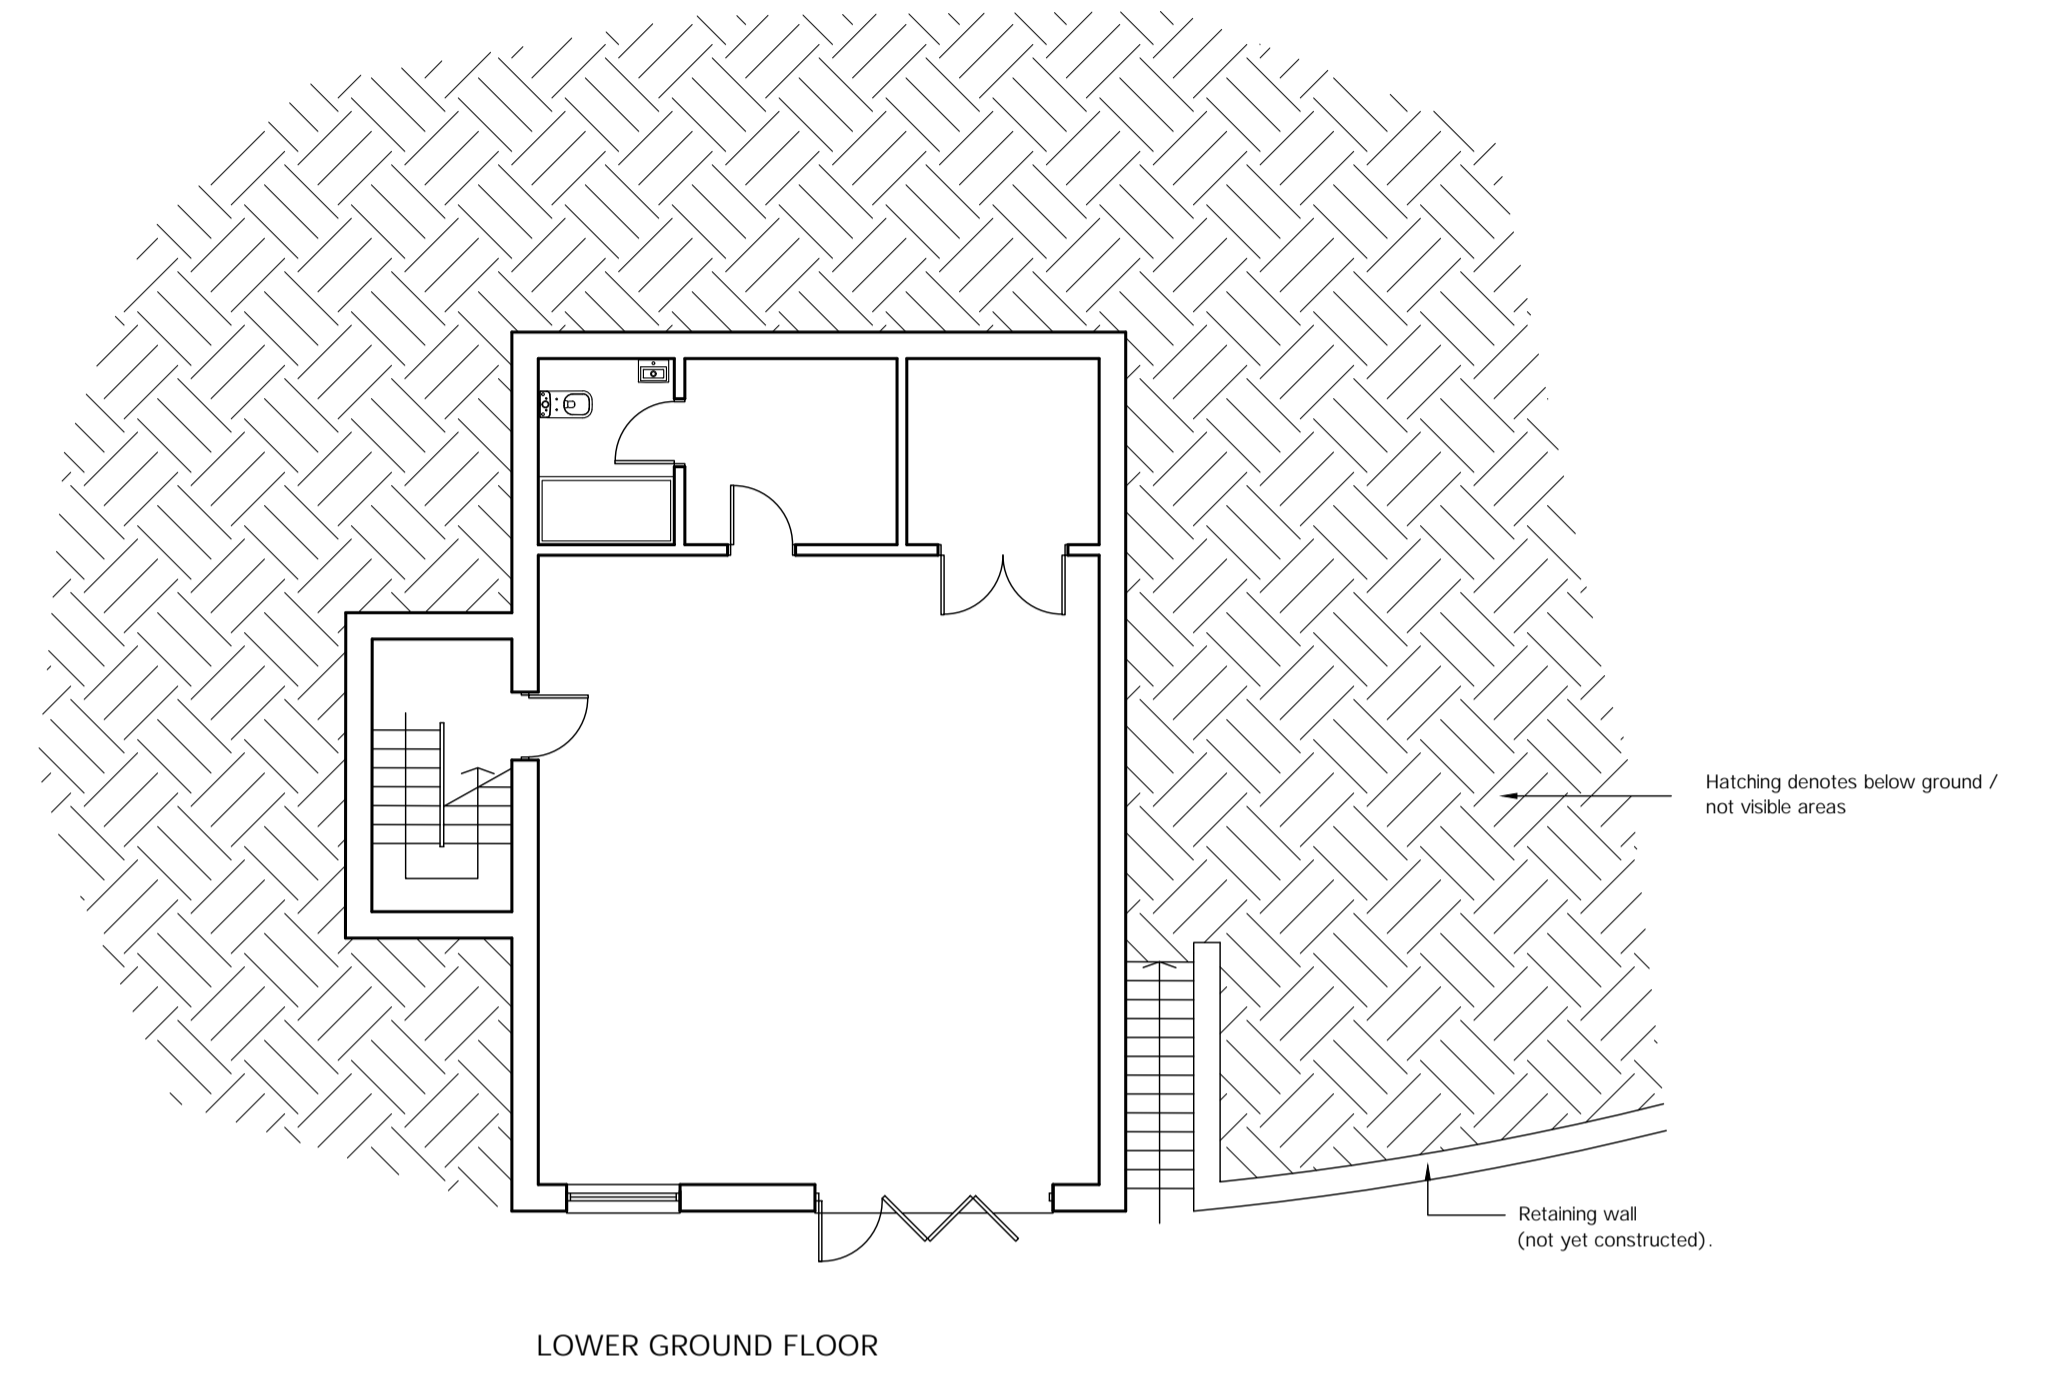 Hatching denotes below ground /
not visible areas
Retaining wall
(not yet constructed).
LOWER GROUND FLOOR